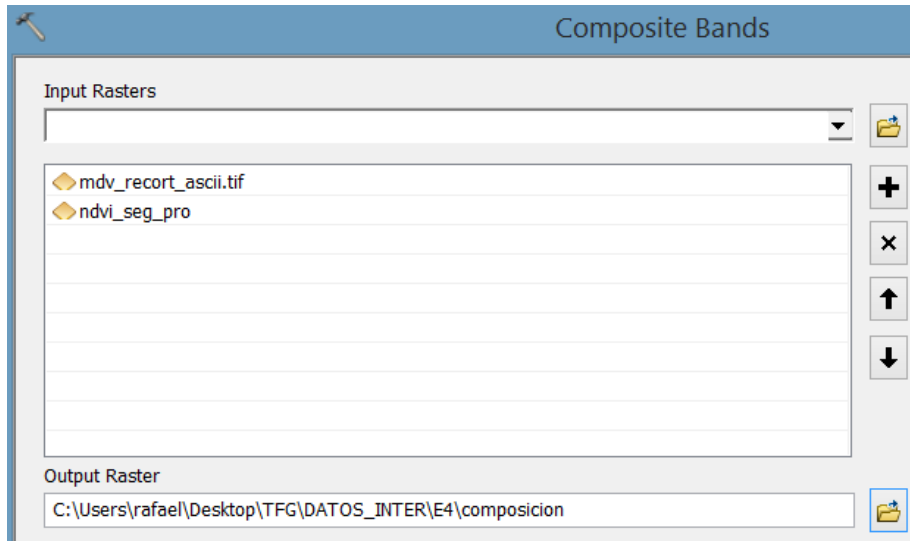 Composite Bands
Input Rasters
mdv_recort_ascii.tif
ndvi_seg_pro
Output Raster
C:\Users\rafael\Desktop\TFG\DATOS_INTER\E4\composicion